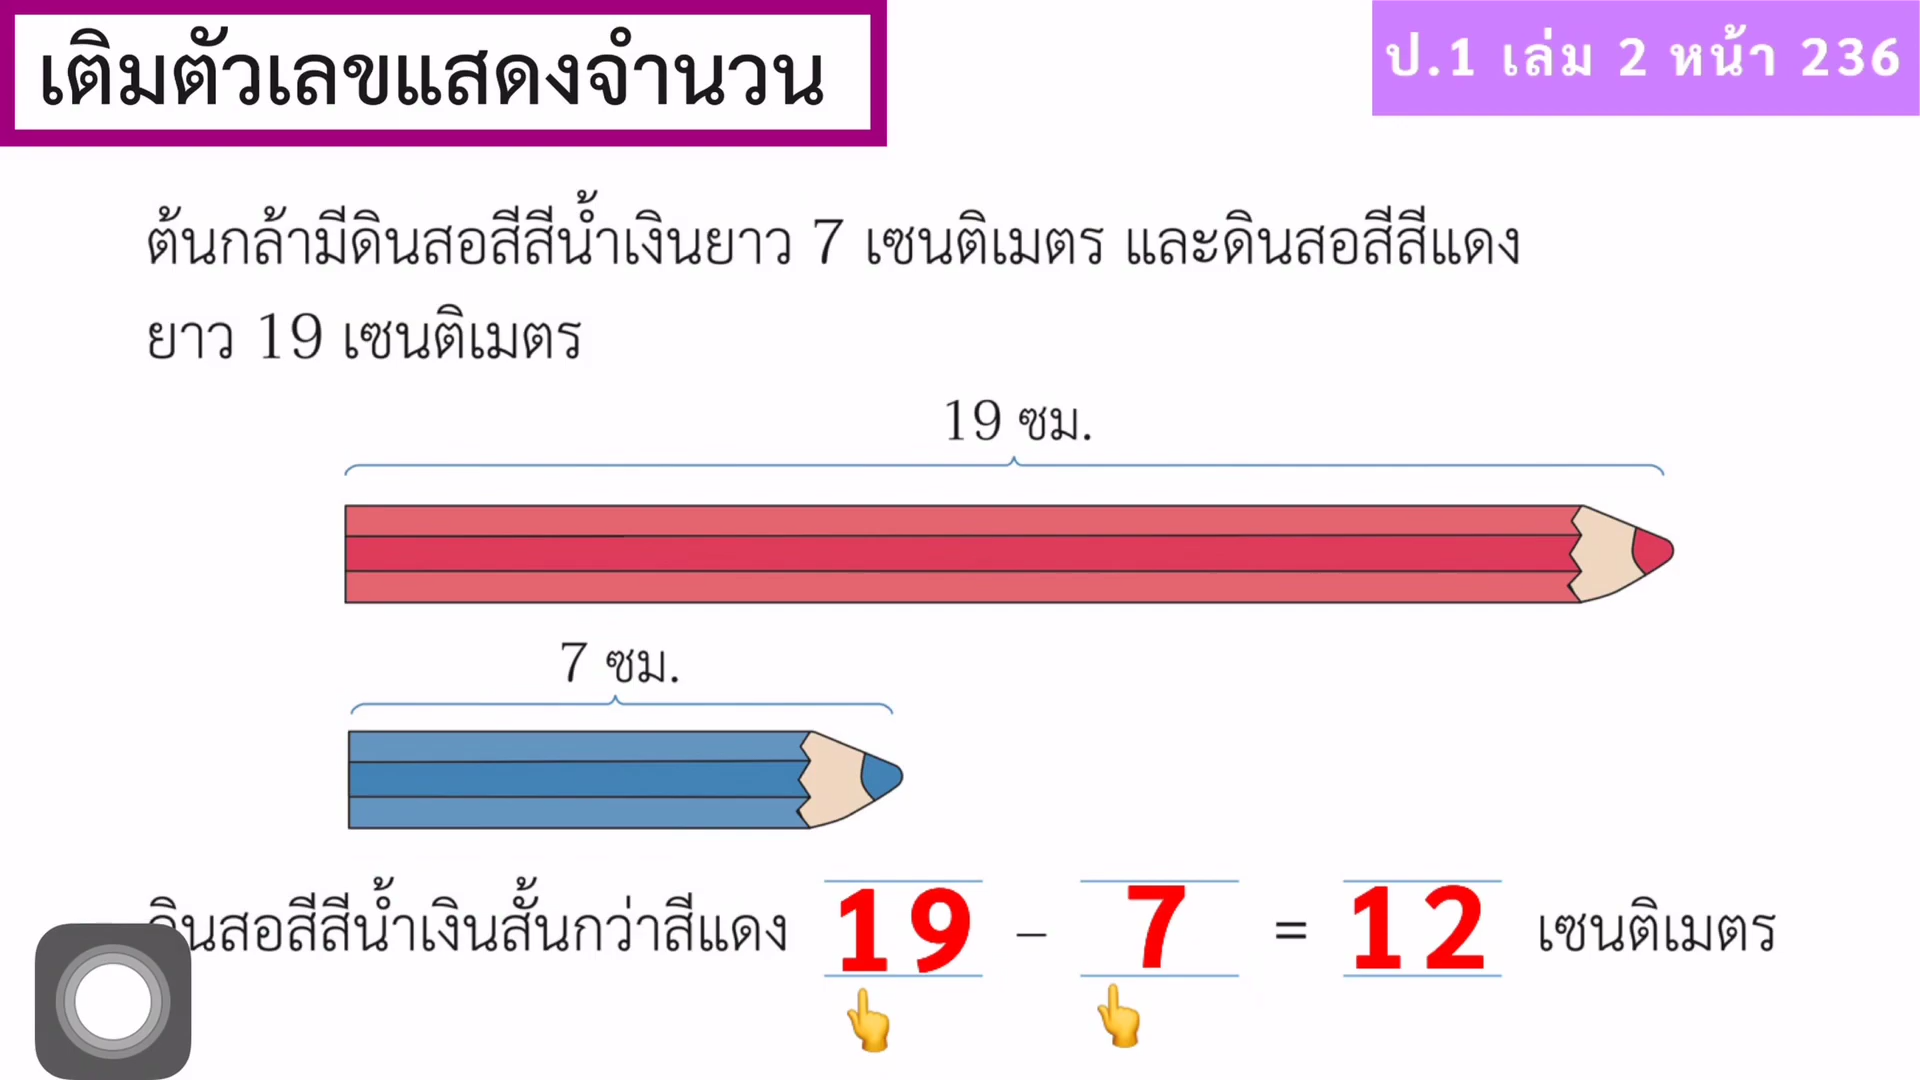 เติมตัวเลขแสดงจำนวน
ป.1 เล่ม 2 หน้า 236
ต้นกล้ามีดินสอสีสีน้ำเงินยาว 7 เซนติเมตร และดินสอสีสีแดง
ยาว 19 เซนติเมตร
19 ซม.
7 ซม.
ดินสอสีสีน้ำเงินสั้นกว่าสีแดง 19 – 7 = 12 เซนติเมตร